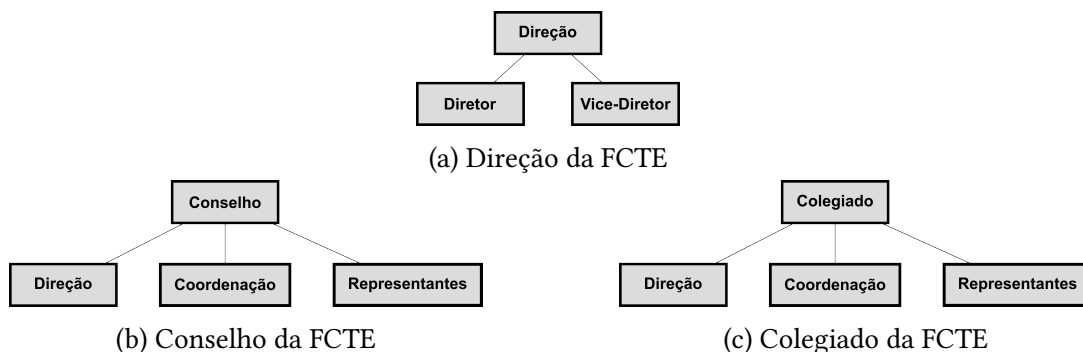 Direção
Diretor Vice-Diretor
(a) Direção da FCTE
Conselho Colegiado
Direção Coordenação Representantes Direção Coordenação Representantes
(b) Conselho da FCTE (c) Colegiado da FCTE